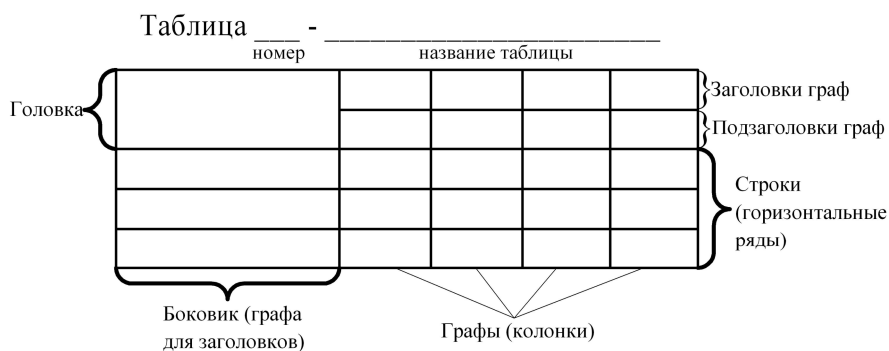 Таблица ___ - ______________________
номер название таблицы
Головка
Заголовки граф
Подзаголовки граф
Строки
(горизонтальные
ряды)
Боковик (графа
для заголовков)
Графы (колонки)